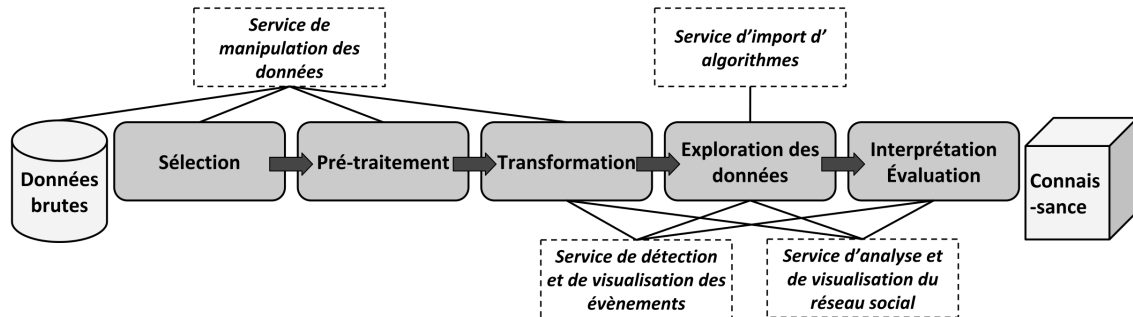 Service de
manipulation des
données
Service d’import d’
algorithmes
Données
brutes
Sélection
Pré-traitement
Transformation
Exploration des
données
Interprétation
Évaluation
Connais
-sance
Service de détection
et de visualisation des
évènements
Service d’analyse et
de visualisation du
réseau social